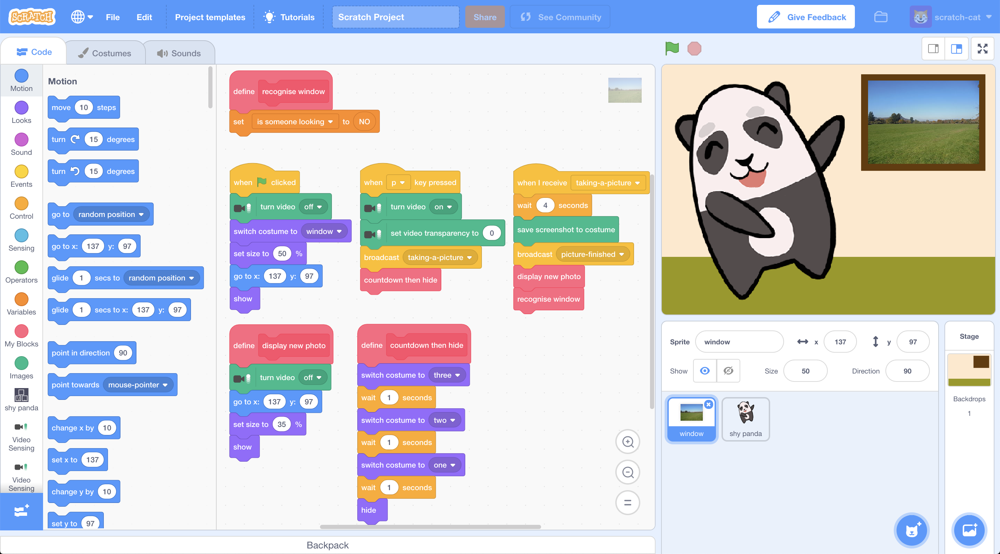 SCRATCH
File
Edit
Project templates
Tutorials
Scratch Project
Share
See Community
Give Feedback
scratch-cat
Code
Costumes
Sounds
Motion
Looks
Sound
Events
Control
Sensing
Operators
Variables
My Blocks
Images
shy panda
Video
Sensing
Video
Sensing
Motion
move 10 steps
turn 15 degrees
turn 15 degrees
go to random position
go to x: 137 y: 97
glide 1 secs to random position
glide 1 secs to x: 137 y: 97
point in direction 90
point towards mouse-pointer
change x by 10
set x to 137
change y by 10
set y to 97
define recognise window
set is someone looking to NO
when clicked
turn video off
switch costume to window
set size to 50 %
go to x: 137 y: 97
show
when p key pressed
turn video on
set video transparency to 0
broadcast taking-a-picture
countdown then hide
when I receive taking-a-picture
wait 4 seconds
save screenshot to costume
broadcast picture-finished
display new photo
recognise window
define display new photo
turn video off
go to x: 137 y: 97
set size to 35 %
show
define countdown then hide
switch costume to three
wait 1 seconds
switch costume to two
wait 1 seconds
switch costume to one
wait 1 seconds
hide
Backpack
Sprite window x 137 y 97
Show Size 50 Direction 90
window
shy panda
Stage
Backdrops
1